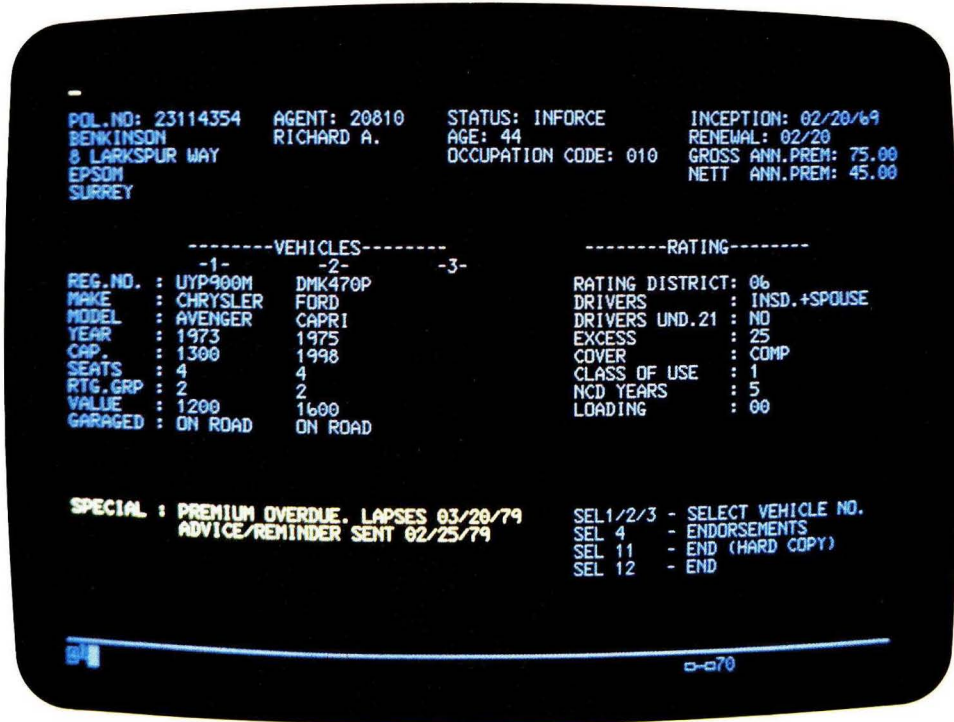 POL.NO: 23114354 AGENT: 20810 STATUS: INFORCE INCEPTION: 02/20/69
BENKINSON RICHARD A. AGE: 44 RENEWAL: 02/20
8 LARKSPUR WAY OCCUPATION CODE: 010 GROSS ANN.PREM: 75.00
EPSOM NETT ANN.PREM: 45.00
SURREY
--------VEHICLES-------- --------RATING--------
-1- -2- -3-
REG.NO. : UYP900M DMK470P RATING DISTRICT: 06
MAKE : CHRYSLER FORD DRIVERS : INSD.+SPOUSE
MODEL : AVENGER CAPRI DRIVERS UND.21 : NO
YEAR : 1973 1975 EXCESS : 25
CAP. : 1300 1998 COVER : COMP
SEATS : 4 4 CLASS OF USE : 1
RTG.GRP : 2 2 NCD YEARS : 5
VALUE : 1200 1600 LOADING : 00
GARAGED : ON ROAD ON ROAD
SPECIAL : PREMIUM OVERDUE. LAPSES 03/20/79 SEL1/2/3 - SELECT VEHICLE NO.
ADVICE/REMINDER SENT 02/25/79 SEL 4 - ENDORSEMENTS
SEL 11 - END (HARD COPY)
SEL 12 - END
70